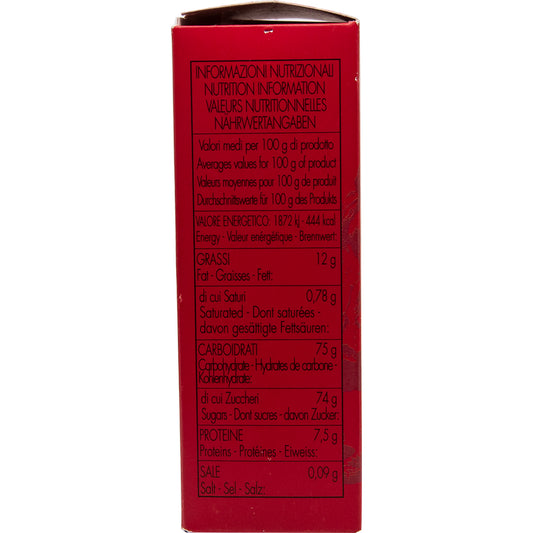 INFORMAZIONI NUTRIZIONALI
NUTRITION INFORMATION
VALEURS NUTRITIONNELLES
NÄHRWERTANGABEN
Valori medi per 100 g di prodotto
Averages values for 100 g of product
Valeurs moyennes pour 100 g de produit
Durchschnittswerte für 100 g des Produkts
VALORE ENERGETICO: 1872 kJ - 444 kcal
Energy - Valeur énergétique - Brennwert:
GRASSI 12 g
Fat - Graisses - Fett:
di cui Saturi 0,78 g
Saturated - Dont saturées -
davon gesättigte Fettsäuren:
CARBOIDRATI 75 g
Carbohydrate - Hydrates de carbone -
Kohlenhydrate:
di cui Zuccheri 74 g
Sugars - Dont sucres - davon Zucker:
PROTEINE 7,5 g
Proteins - Protéines - Eiweiss:
SALE 0,09 g
Salt - Sel - Salz: